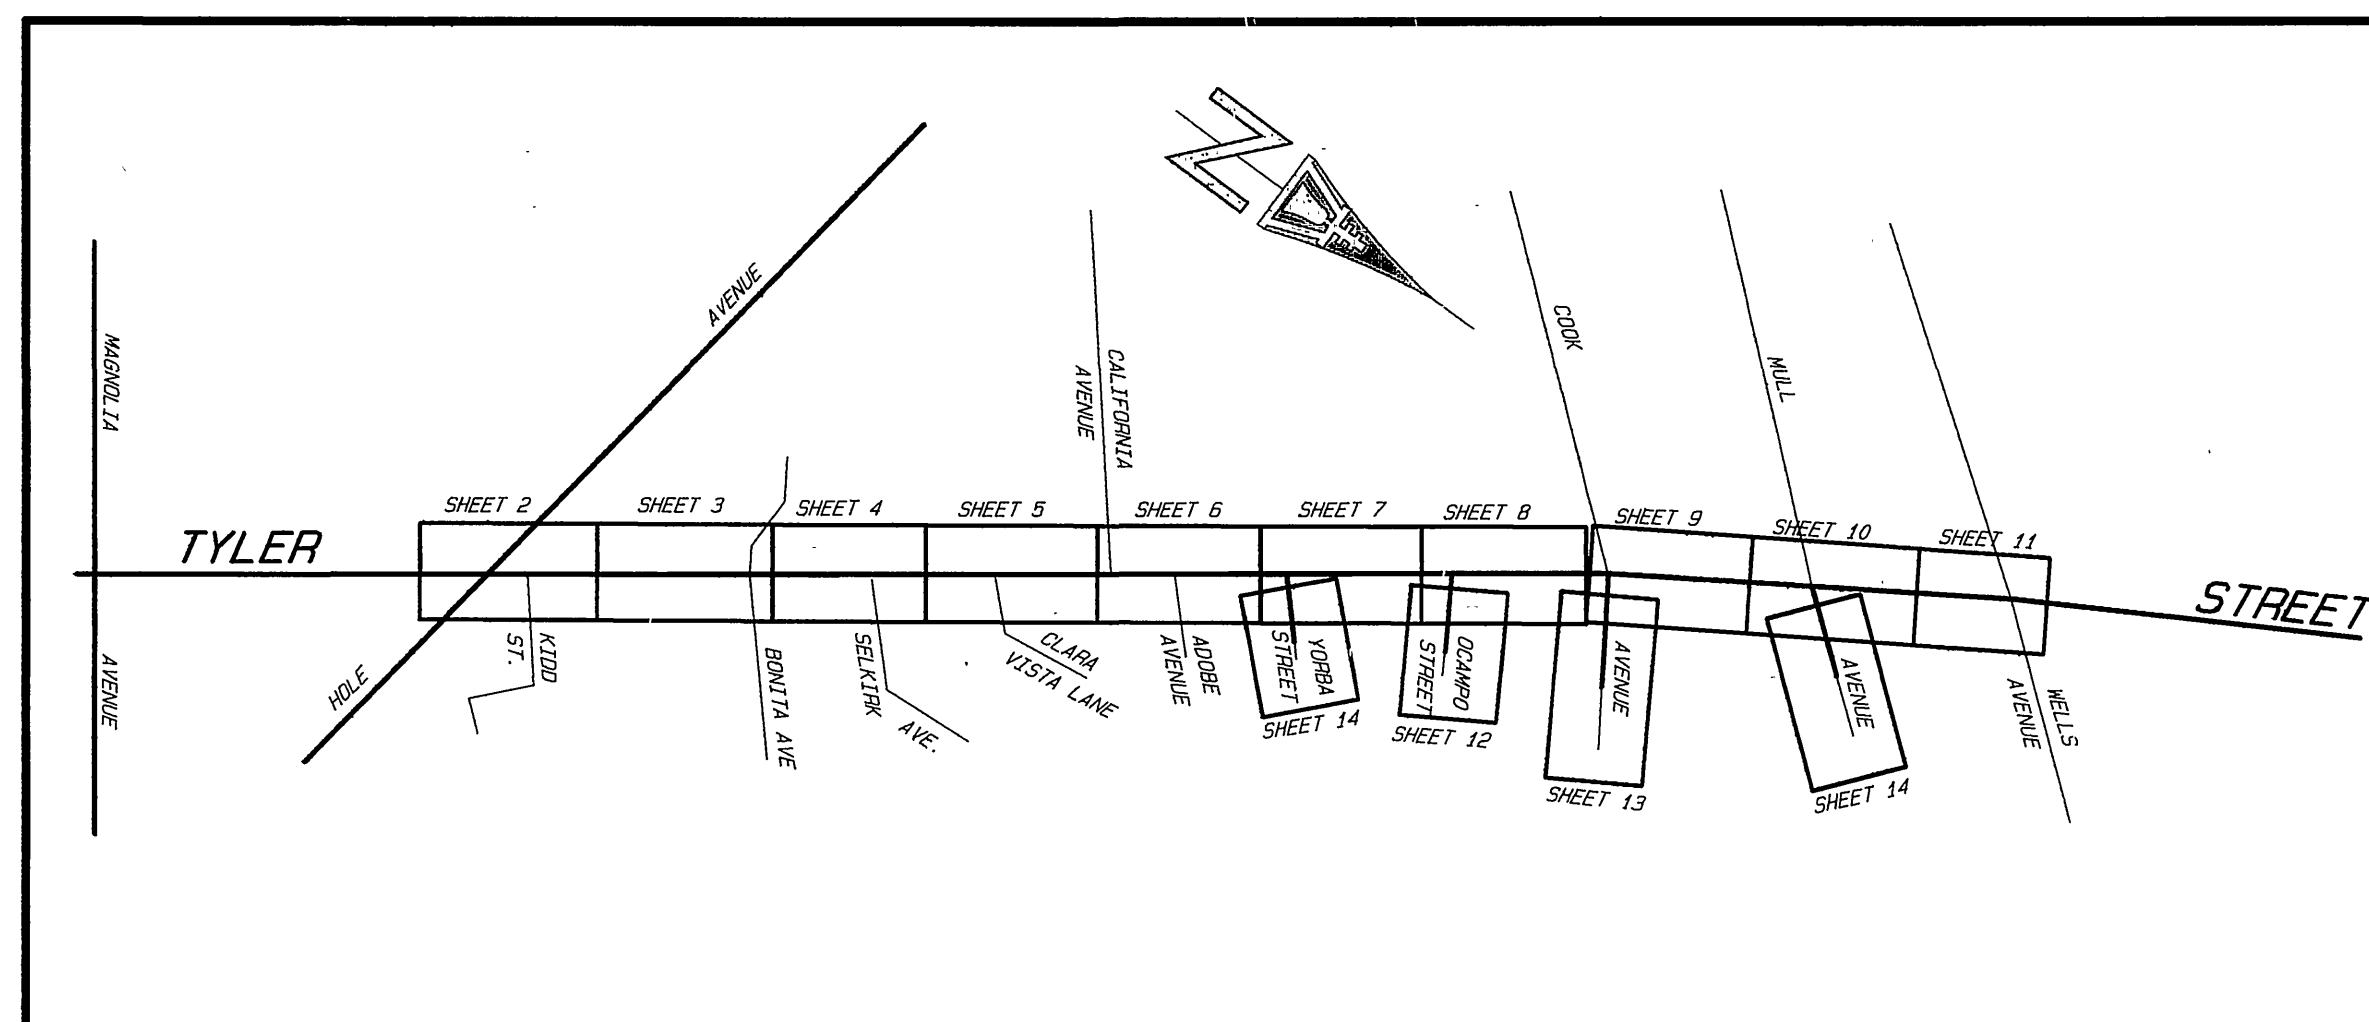 N
TYLER
STREET
MAGNOLIA
AVENUE
HOLE
AVENUE
KIDD
ST.
BONITA AVE
SELKIRK
AVE.
CLARA
VISTA LANE
CALIFORNIA
AVENUE
ADOBE
AVENUE
YORBA
STREET
OCAMPO
STREET
COOK
AVENUE
MULL
AVENUE
WELLS
AVENUE
SHEET 2
SHEET 3
SHEET 4
SHEET 5
SHEET 6
SHEET 7
SHEET 8
SHEET 9
SHEET 10
SHEET 11
SHEET 14
SHEET 12
SHEET 13
SHEET 14